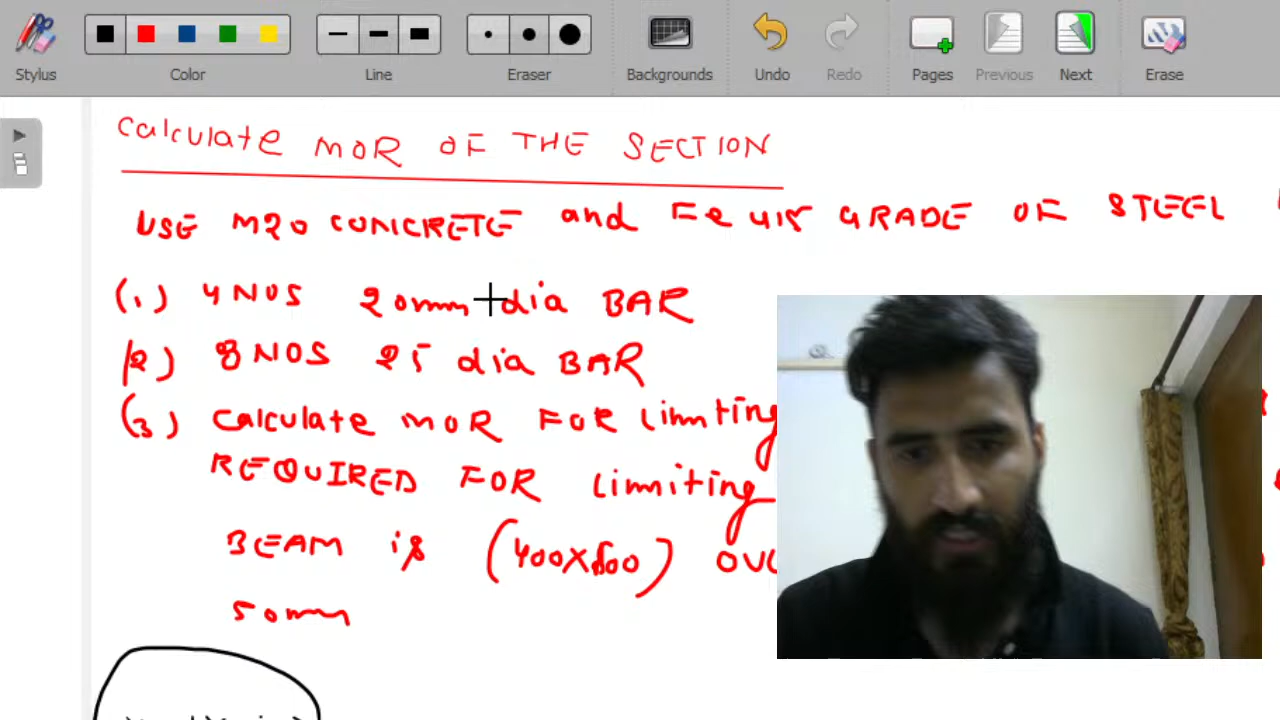 Stylus Color Line Eraser Backgrounds Undo Redo Pages Previous Next Erase
Calculate MOR OF THE SECTION
USE M20 CONCRETE and Fe 415 GRADE OF STEEL
(1) 4 NOS 20mm dia BAR
(2) 8 NOS 25 dia BAR
(3) Calculate MOR FOR limiting
REQUIRED FOR limiting
BEAM is (400X600) OVE
50mm